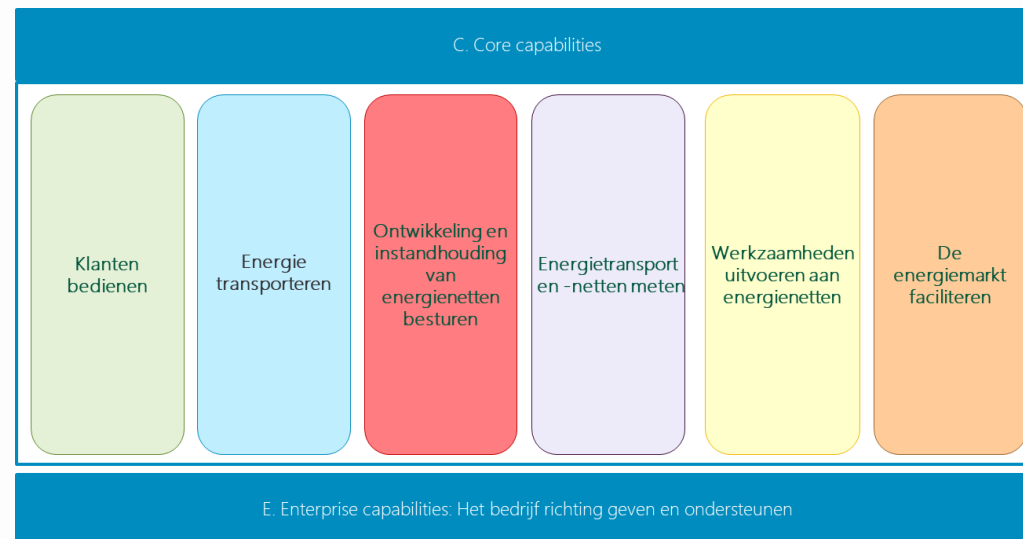 C. Core capabilities
Klanten
bedienen
Energie
transporteren
Ontwikkeling en
instandhouding
van
energienetten
besturen
Energietransport
en -netten meten
Werkzaamheden
uitvoeren aan
energienetten
De
energiemarkt
faciliteren
E. Enterprise capabilities: Het bedrijf richting geven en ondersteunen